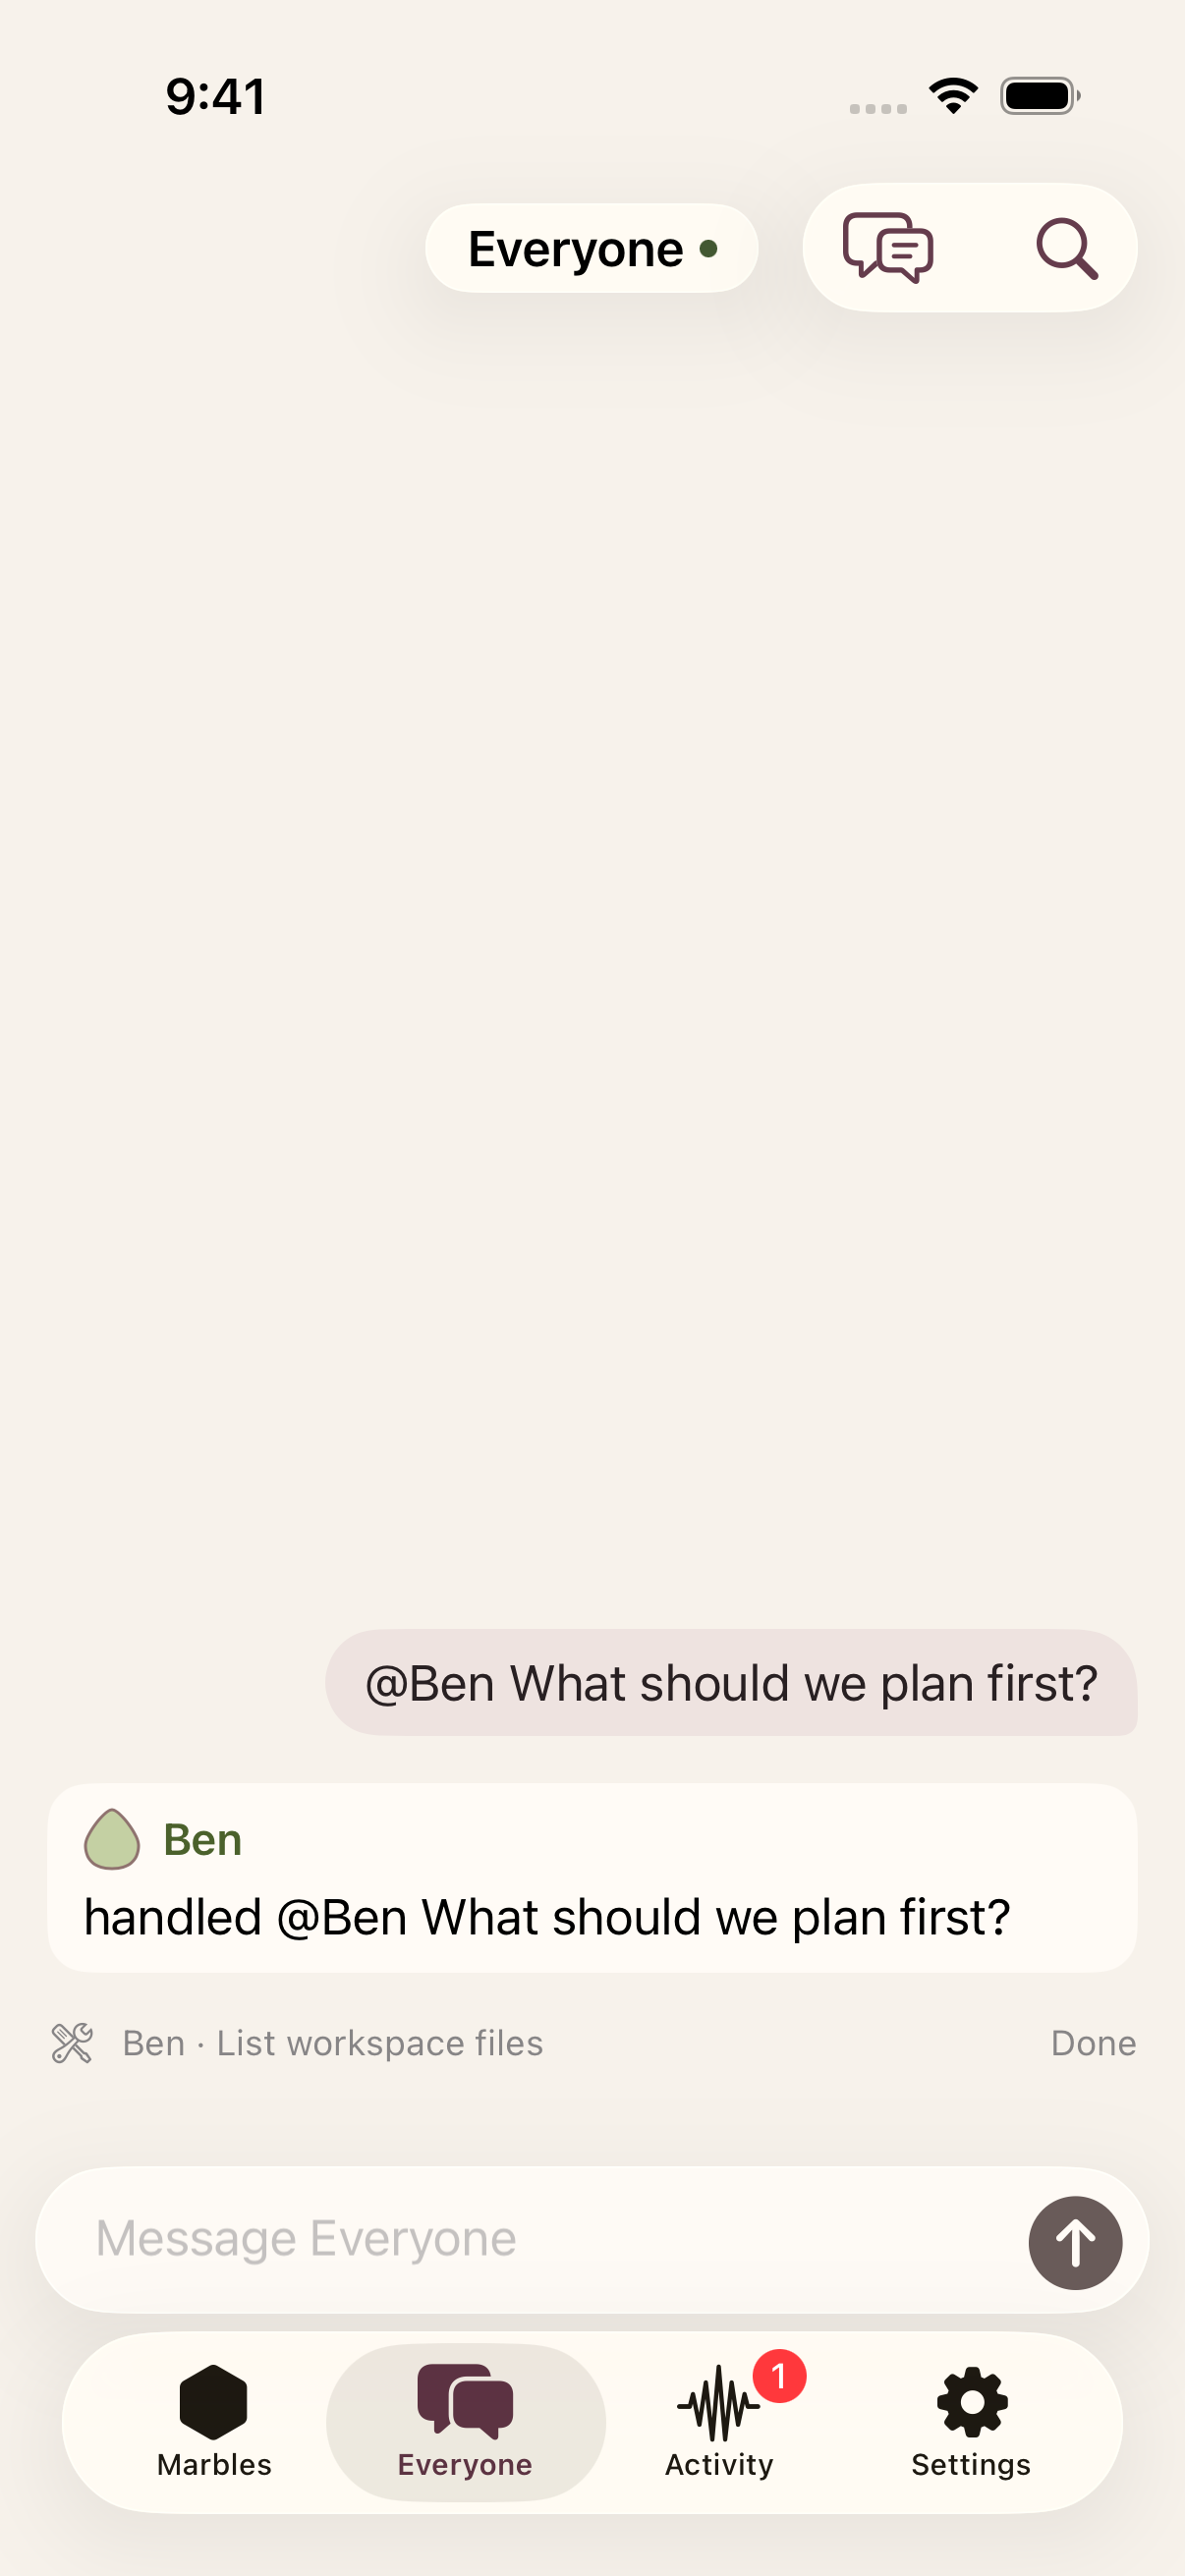 9:41
Everyone
@Ben What should we plan first?
Ben
handled @Ben What should we plan first?
Ben · List workspace files Done
Message Everyone
1
Marbles Everyone Activity Settings